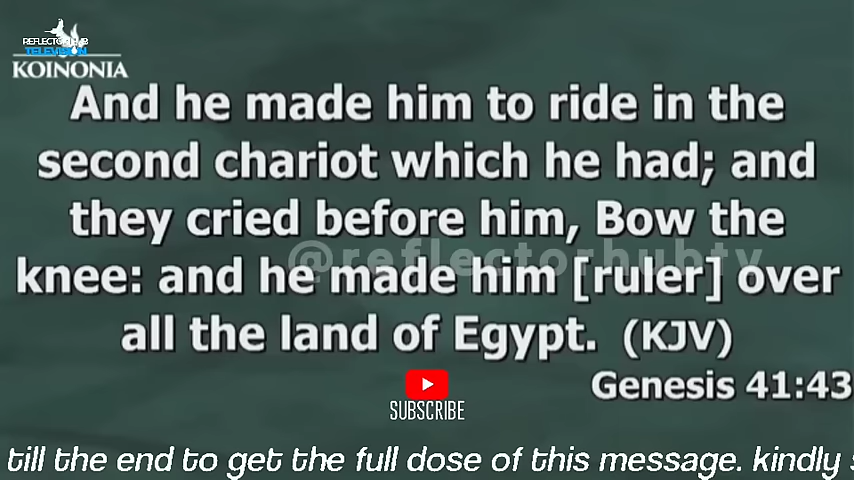 REFLECTOR HUB
TELEVISION
KOINONIA
And he made him to ride in the
second chariot which he had; and
they cried before him, Bow the
@reflectorhubtv
knee: and he made him [ruler] over
all the land of Egypt. (KJV)
Genesis 41:43
SUBSCRIBE
till the end to get the full dose of this message. kindly